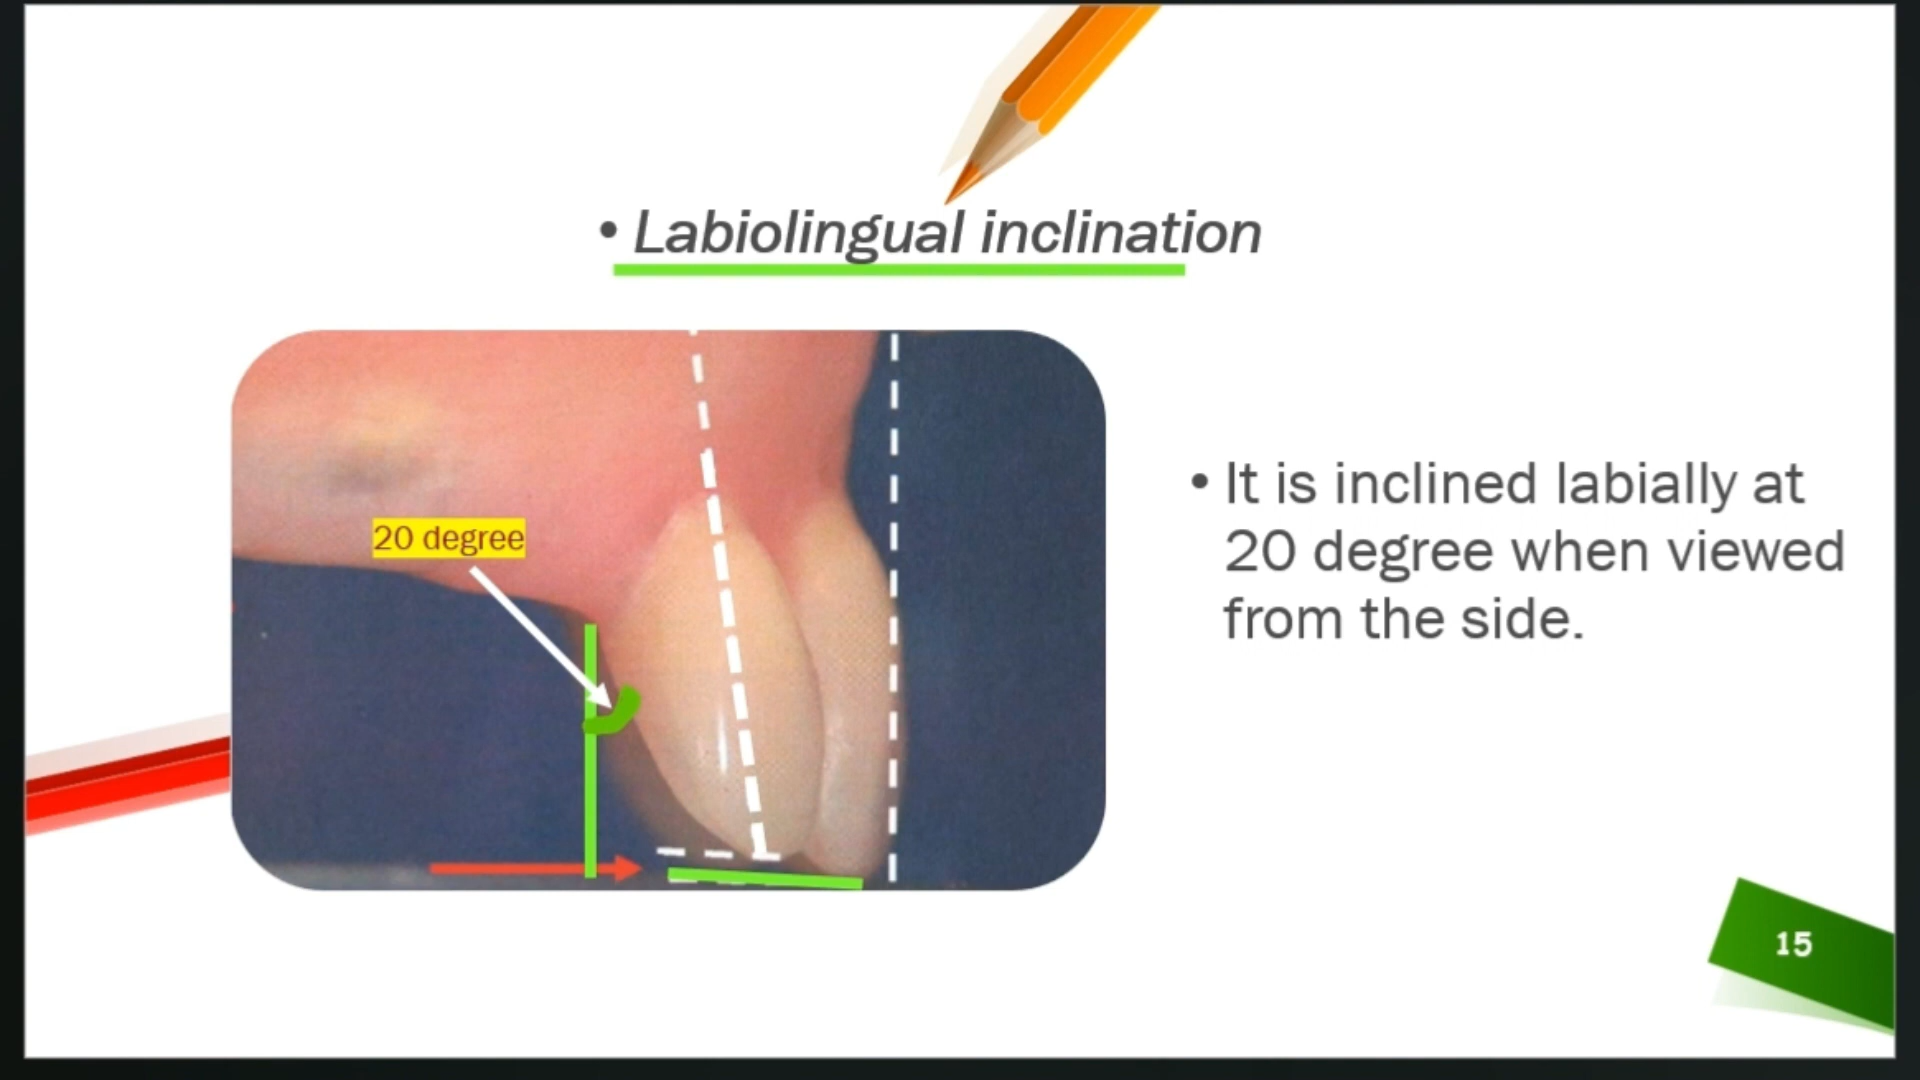 • Labiolingual inclination
20 degree
• It is inclined labially at
20 degree when viewed
from the side.
15